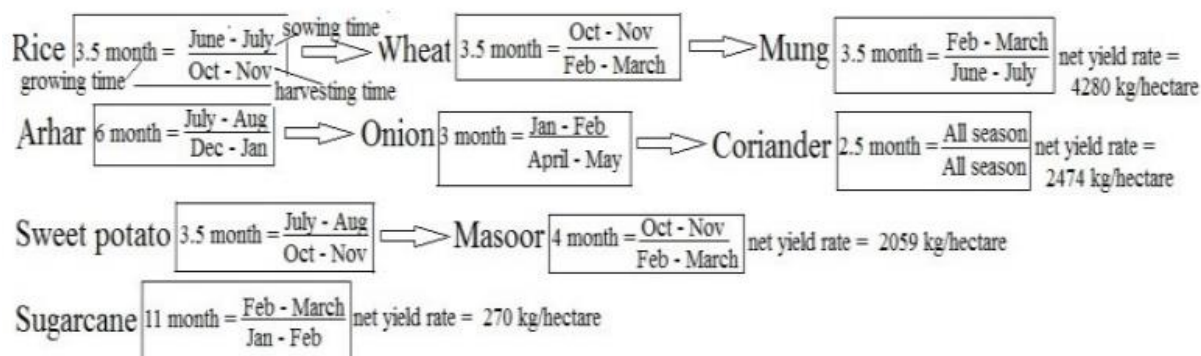 Rice 3.5 month = June - July / Oct - Nov sowing time Wheat 3.5 month = Oct - Nov / Feb - March Mung 3.5 month = Feb - March / June - July net yield rate =
growing time harvesting time 4280 kg/hectare
Arhar 6 month = July - Aug / Dec - Jan Onion 3 month = Jan - Feb / April - May Coriander 2.5 month = All season / All season net yield rate =
2474 kg/hectare
Sweet potato 3.5 month = July - Aug / Oct - Nov Masoor 4 month = Oct - Nov / Feb - March net yield rate = 2059 kg/hectare
Sugarcane 11 month = Feb - March / Jan - Feb net yield rate = 270 kg/hectare